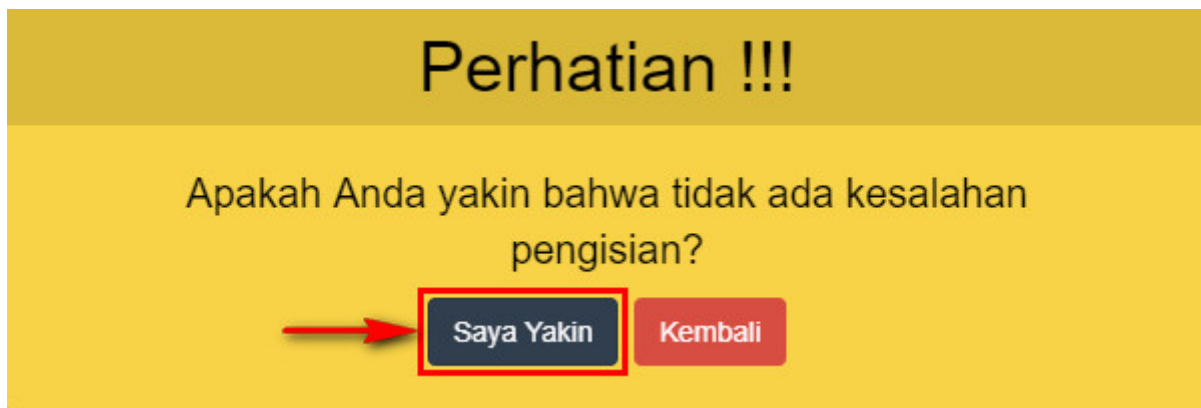 Perhatian !!!
Apakah Anda yakin bahwa tidak ada kesalahan
pengisian?
Saya Yakin Kembali